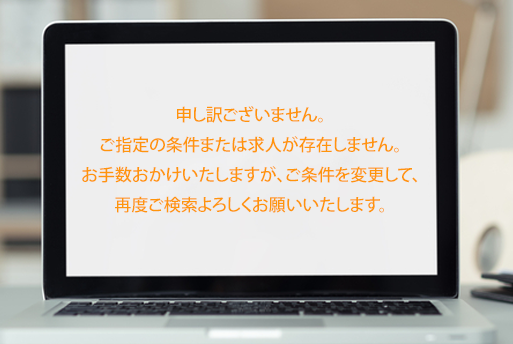 申し訳ございません。
ご指定の条件または求人が存在しません。
お手数おかけいたしますが、ご条件を変更して、
再度ご検索よろしくお願いいたします。